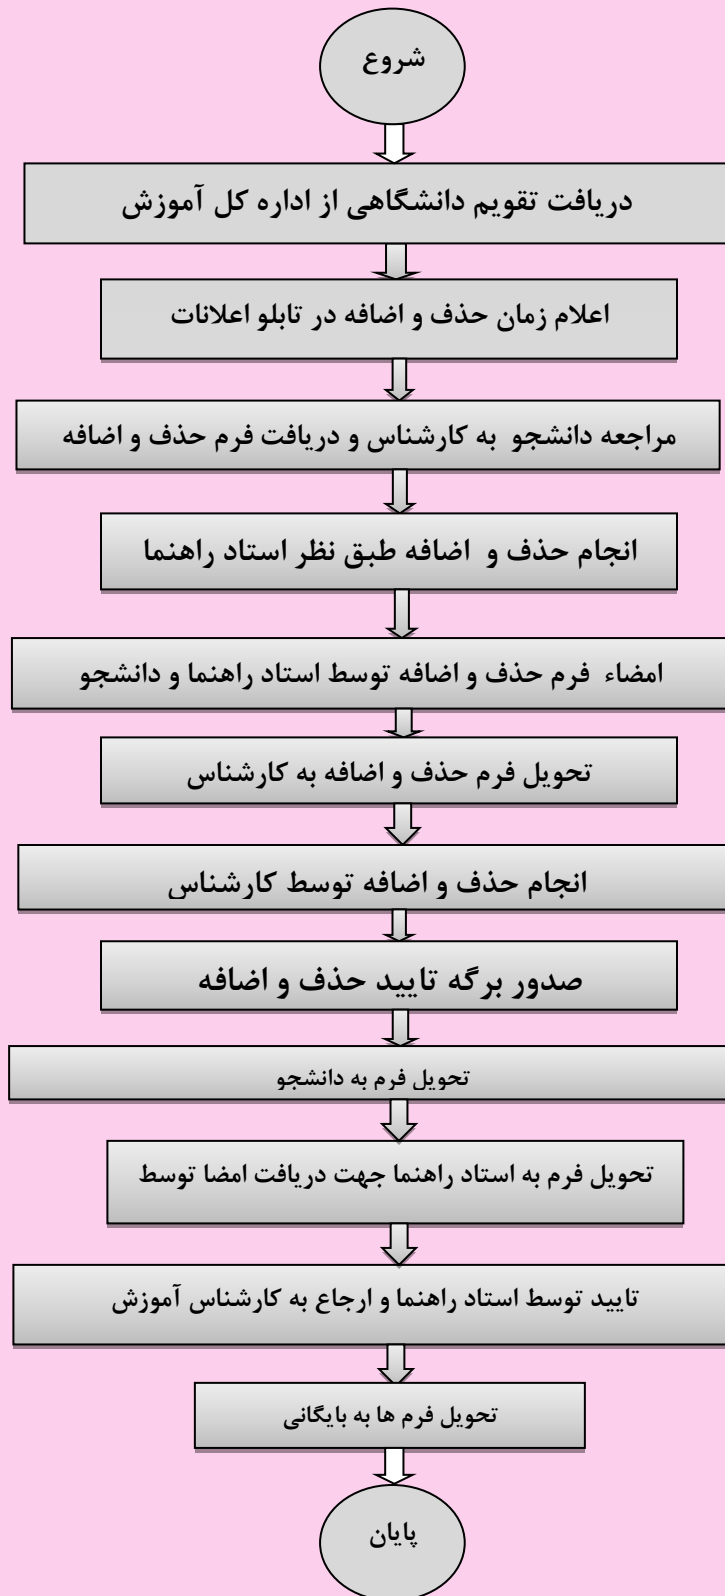 شروع
دریافت تقویم دانشگاهی از اداره کل آموزش
اعلام زمان حذف و اضافه در تابلو اعلانات
مراجعه دانشجو به کارشناس و دریافت فرم حذف و اضافه
انجام حذف و اضافه طبق نظر استاد راهنما
امضاء فرم حذف و اضافه توسط استاد راهنما و دانشجو
تحویل فرم حذف و اضافه به کارشناس
انجام حذف و اضافه توسط کارشناس
صدور برگه تایید حذف و اضافه
تحویل فرم به دانشجو
تحویل فرم به استاد راهنما جهت دریافت امضا توسط
تایید توسط استاد راهنما و ارجاع به کارشناس آموزش
تحویل فرم ها به بایگانی
پایان